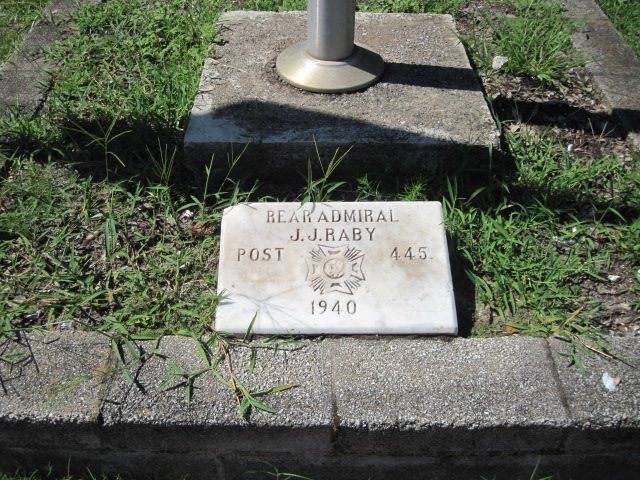 REAR ADMIRAL
J.J.RABY
POST 445.
1940